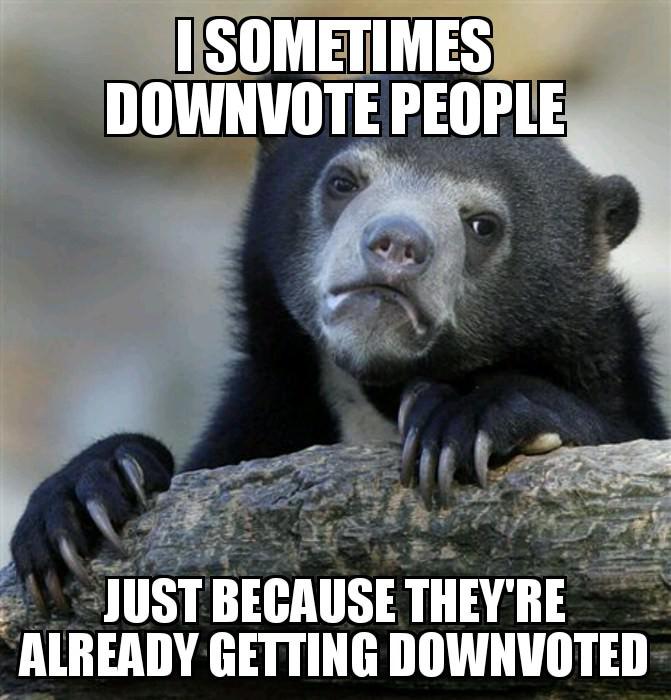 I SOMETIMES
DOWNVOTE PEOPLE
JUST BECAUSE THEY'RE
ALREADY GETTING DOWNVOTED